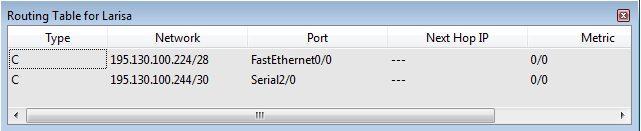 Routing Table for Larisa
Type Network Port Next Hop IP Metric
C 195.130.100.224/28 FastEthernet0/0 --- 0/0
C 195.130.100.244/30 Serial2/0 --- 0/0